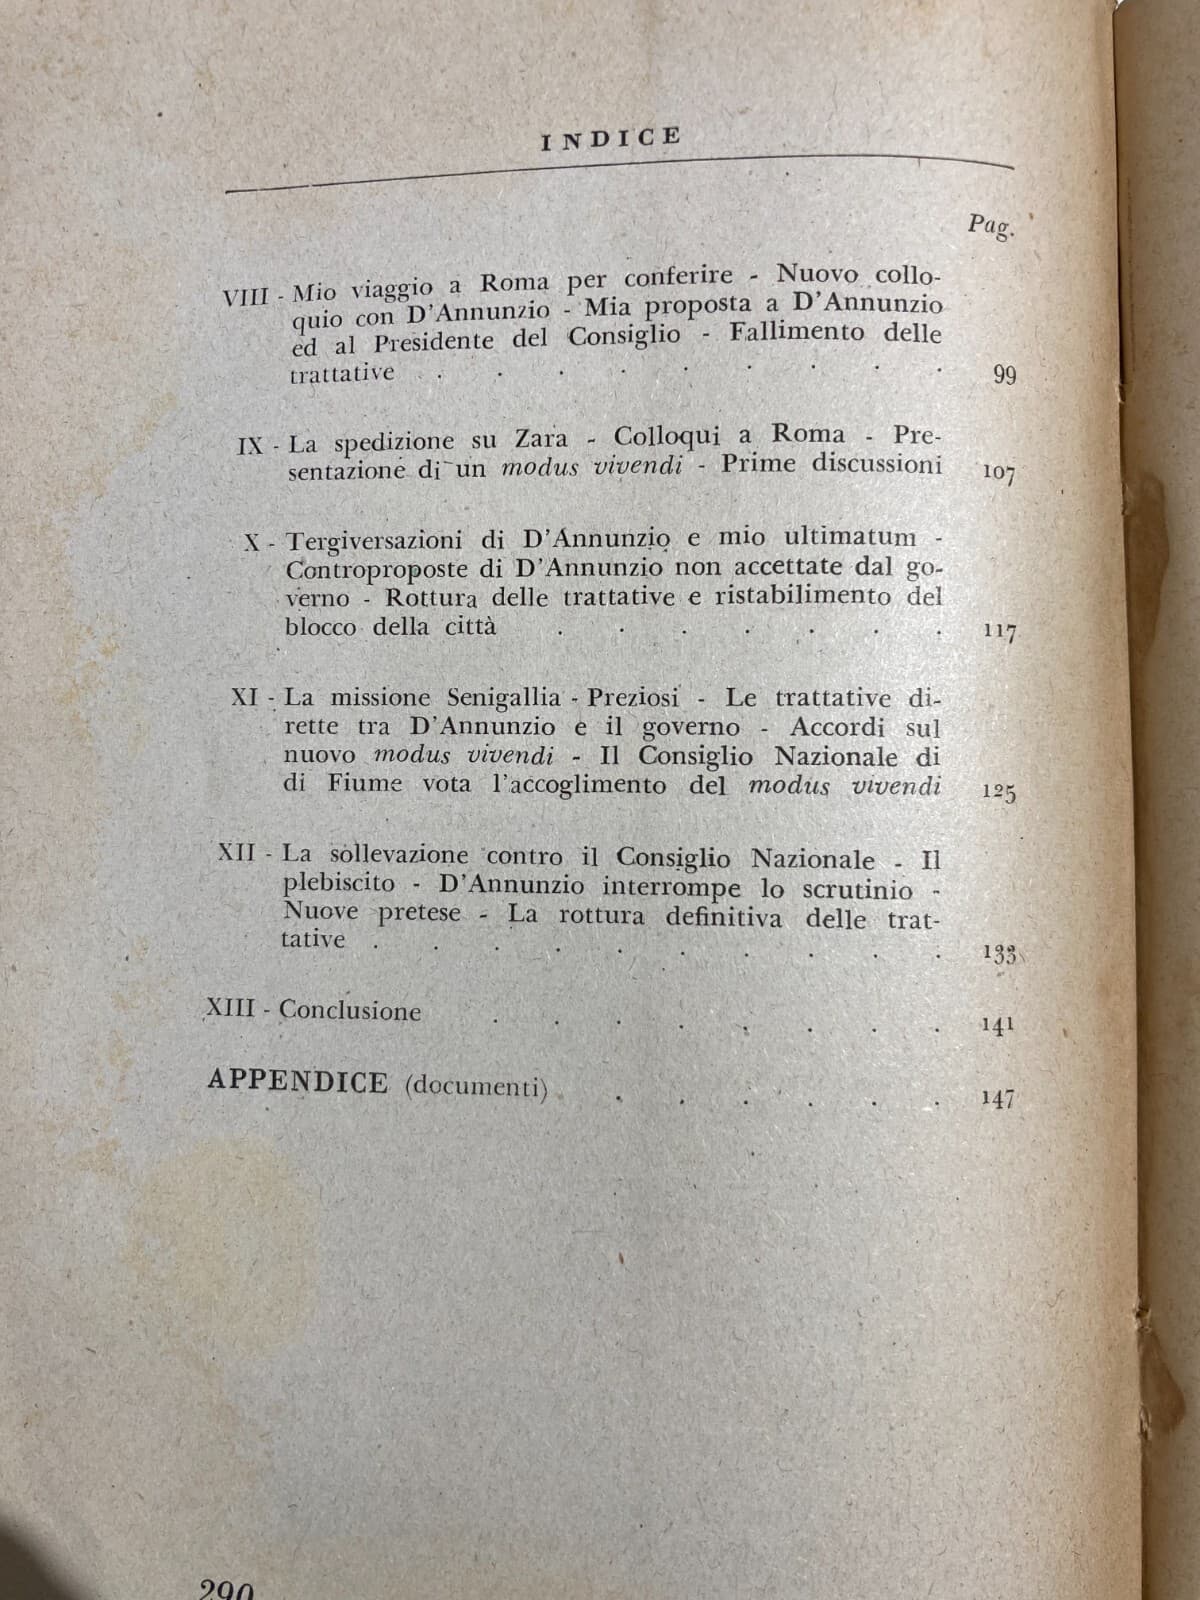 INDICE
Pag.
VIII - Mio viaggio a Roma per conferire - Nuovo collo-
quio con D'Annunzio - Mia proposta a D'Annunzio
ed al Presidente del Consiglio - Fallimento delle
trattative . . . . . . . . . 99
IX - La spedizione su Zara - Colloqui a Roma - Pre-
sentazione di un modus vivendi - Prime discussioni 107
X - Tergiversazioni di D'Annunzio e mio ultimatum -
Controproposte di D'Annunzio non accettate dal go-
verno - Rottura delle trattative e ristabilimento del
blocco della città . . . . . . . 117
XI - La missione Senigallia - Preziosi - Le trattative di-
rette tra D'Annunzio e il governo - Accordi sul
nuovo modus vivendi - Il Consiglio Nazionale di
di Fiume vota l'accoglimento del modus vivendi 125
XII - La sollevazione contro il Consiglio Nazionale - Il
plebiscito - D'Annunzio interrompe lo scrutinio -
Nuove pretese - La rottura definitiva delle trat-
tative . . . . . . . . . . 133
XIII - Conclusione . . . . . . . . 141
APPENDICE (documenti) . . . . . . 147
290